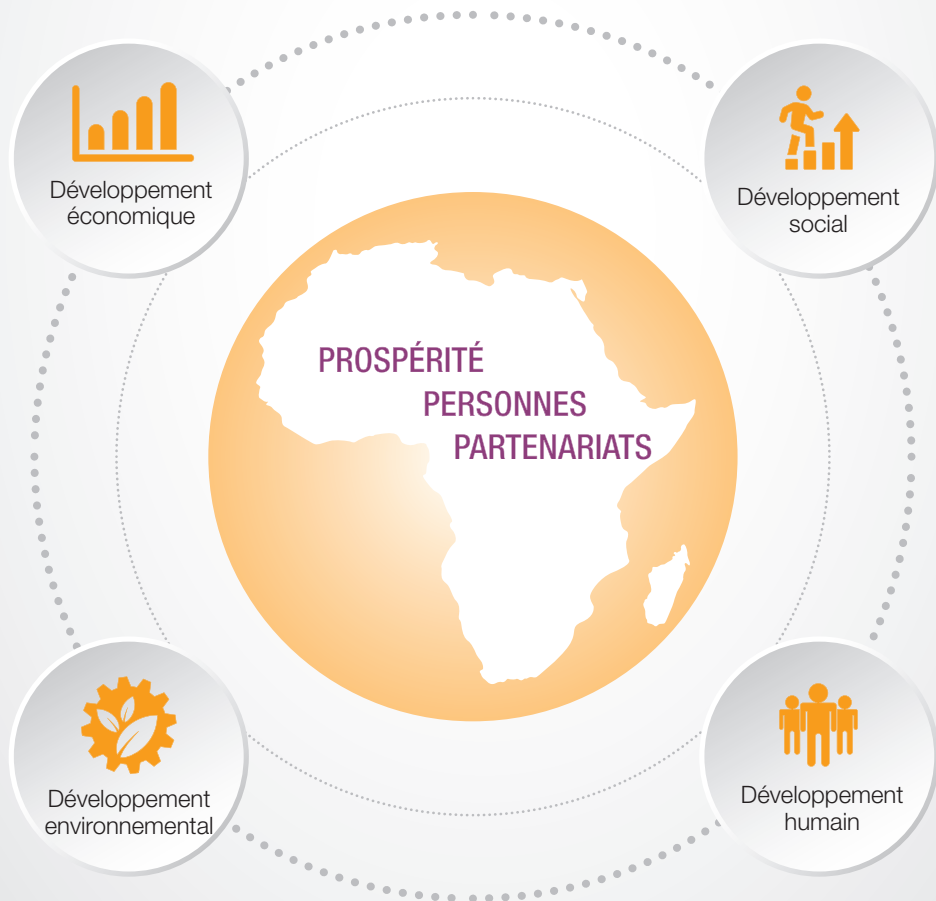 Développement
économique
Développement
social
PROSPÉRITÉ
PERSONNES
PARTENARIATS
Développement
environnemental
Développement
humain